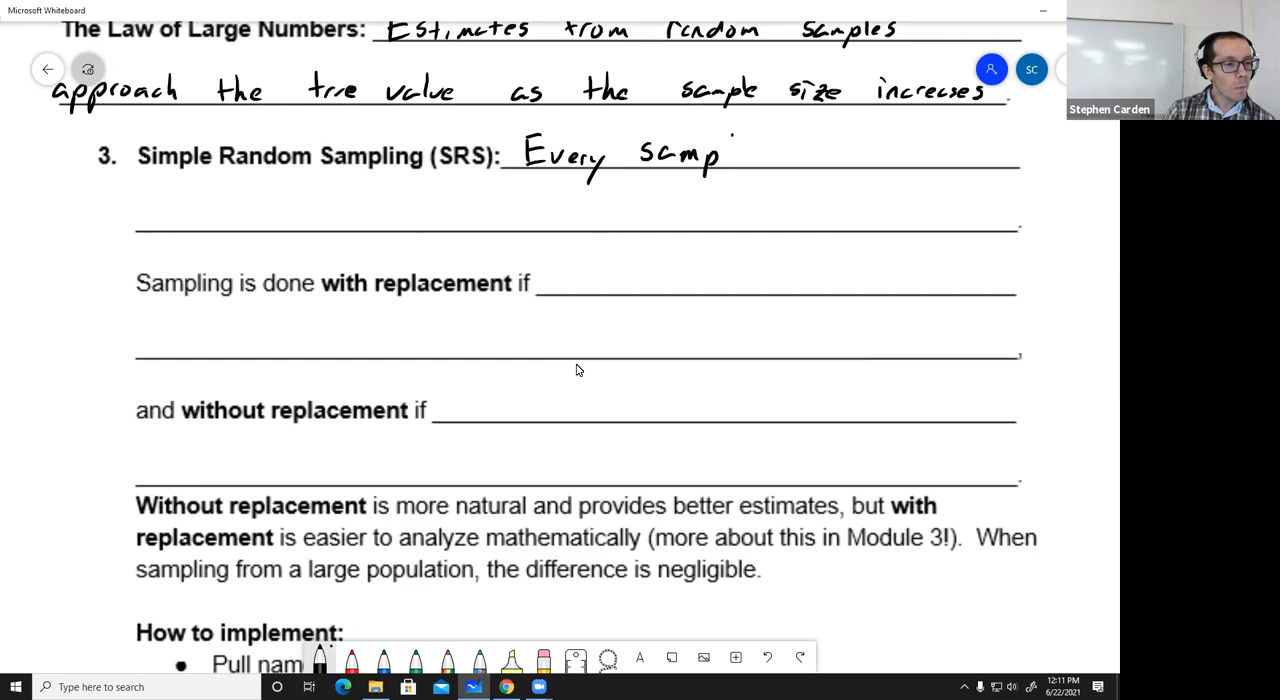 Microsoft Whiteboard
The Law of Large Numbers: Estimates from random samples
approach the true value as the sample size increases.
SC
Stephen Carden
3. Simple Random Sampling (SRS): Every samp
Sampling is done with replacement if
,
and without replacement if
.
Without replacement is more natural and provides better estimates, but with
replacement is easier to analyze mathematically (more about this in Module 3!). When
sampling from a large population, the difference is negligible.
How to implement:
• Pull nam
A
Type here to search
12:11 PM
6/22/2021